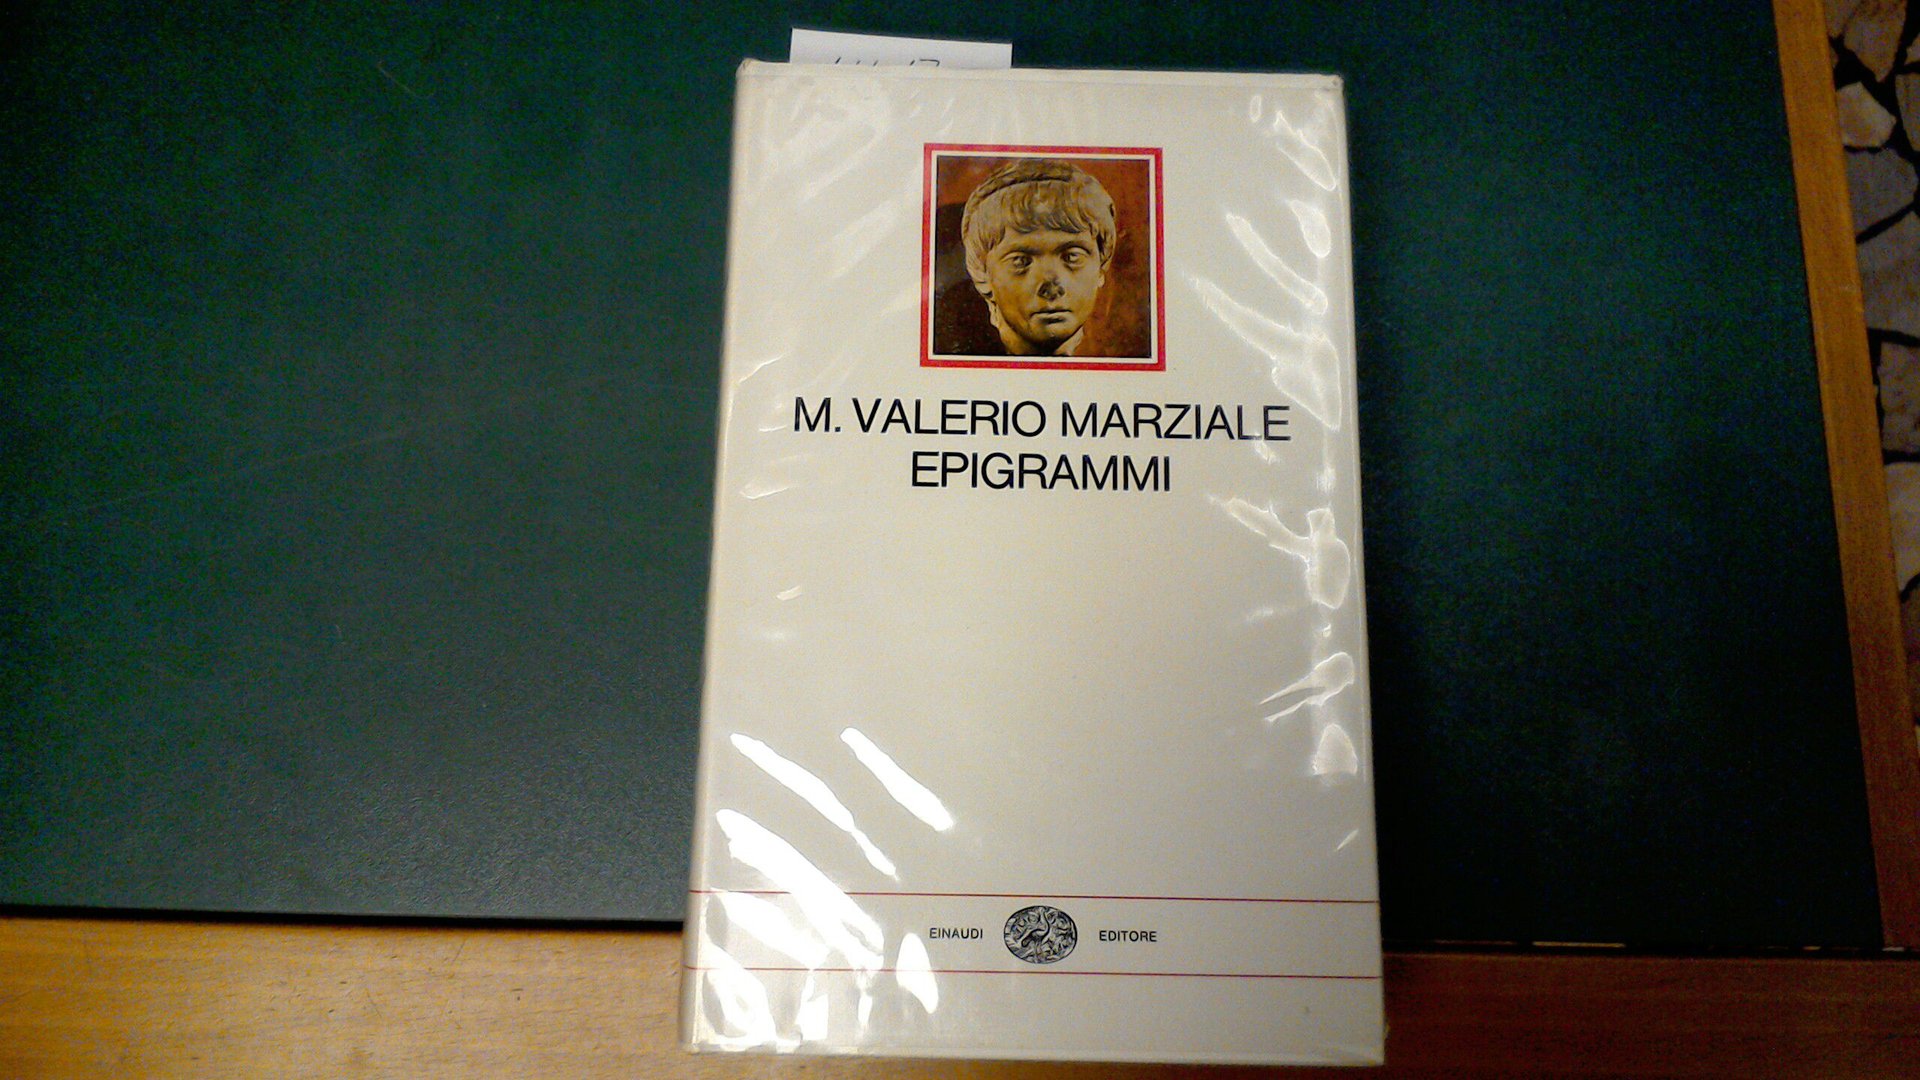 M. VALERIO MARZIALE
EPIGRAMMI
EINAUDI EDITORE